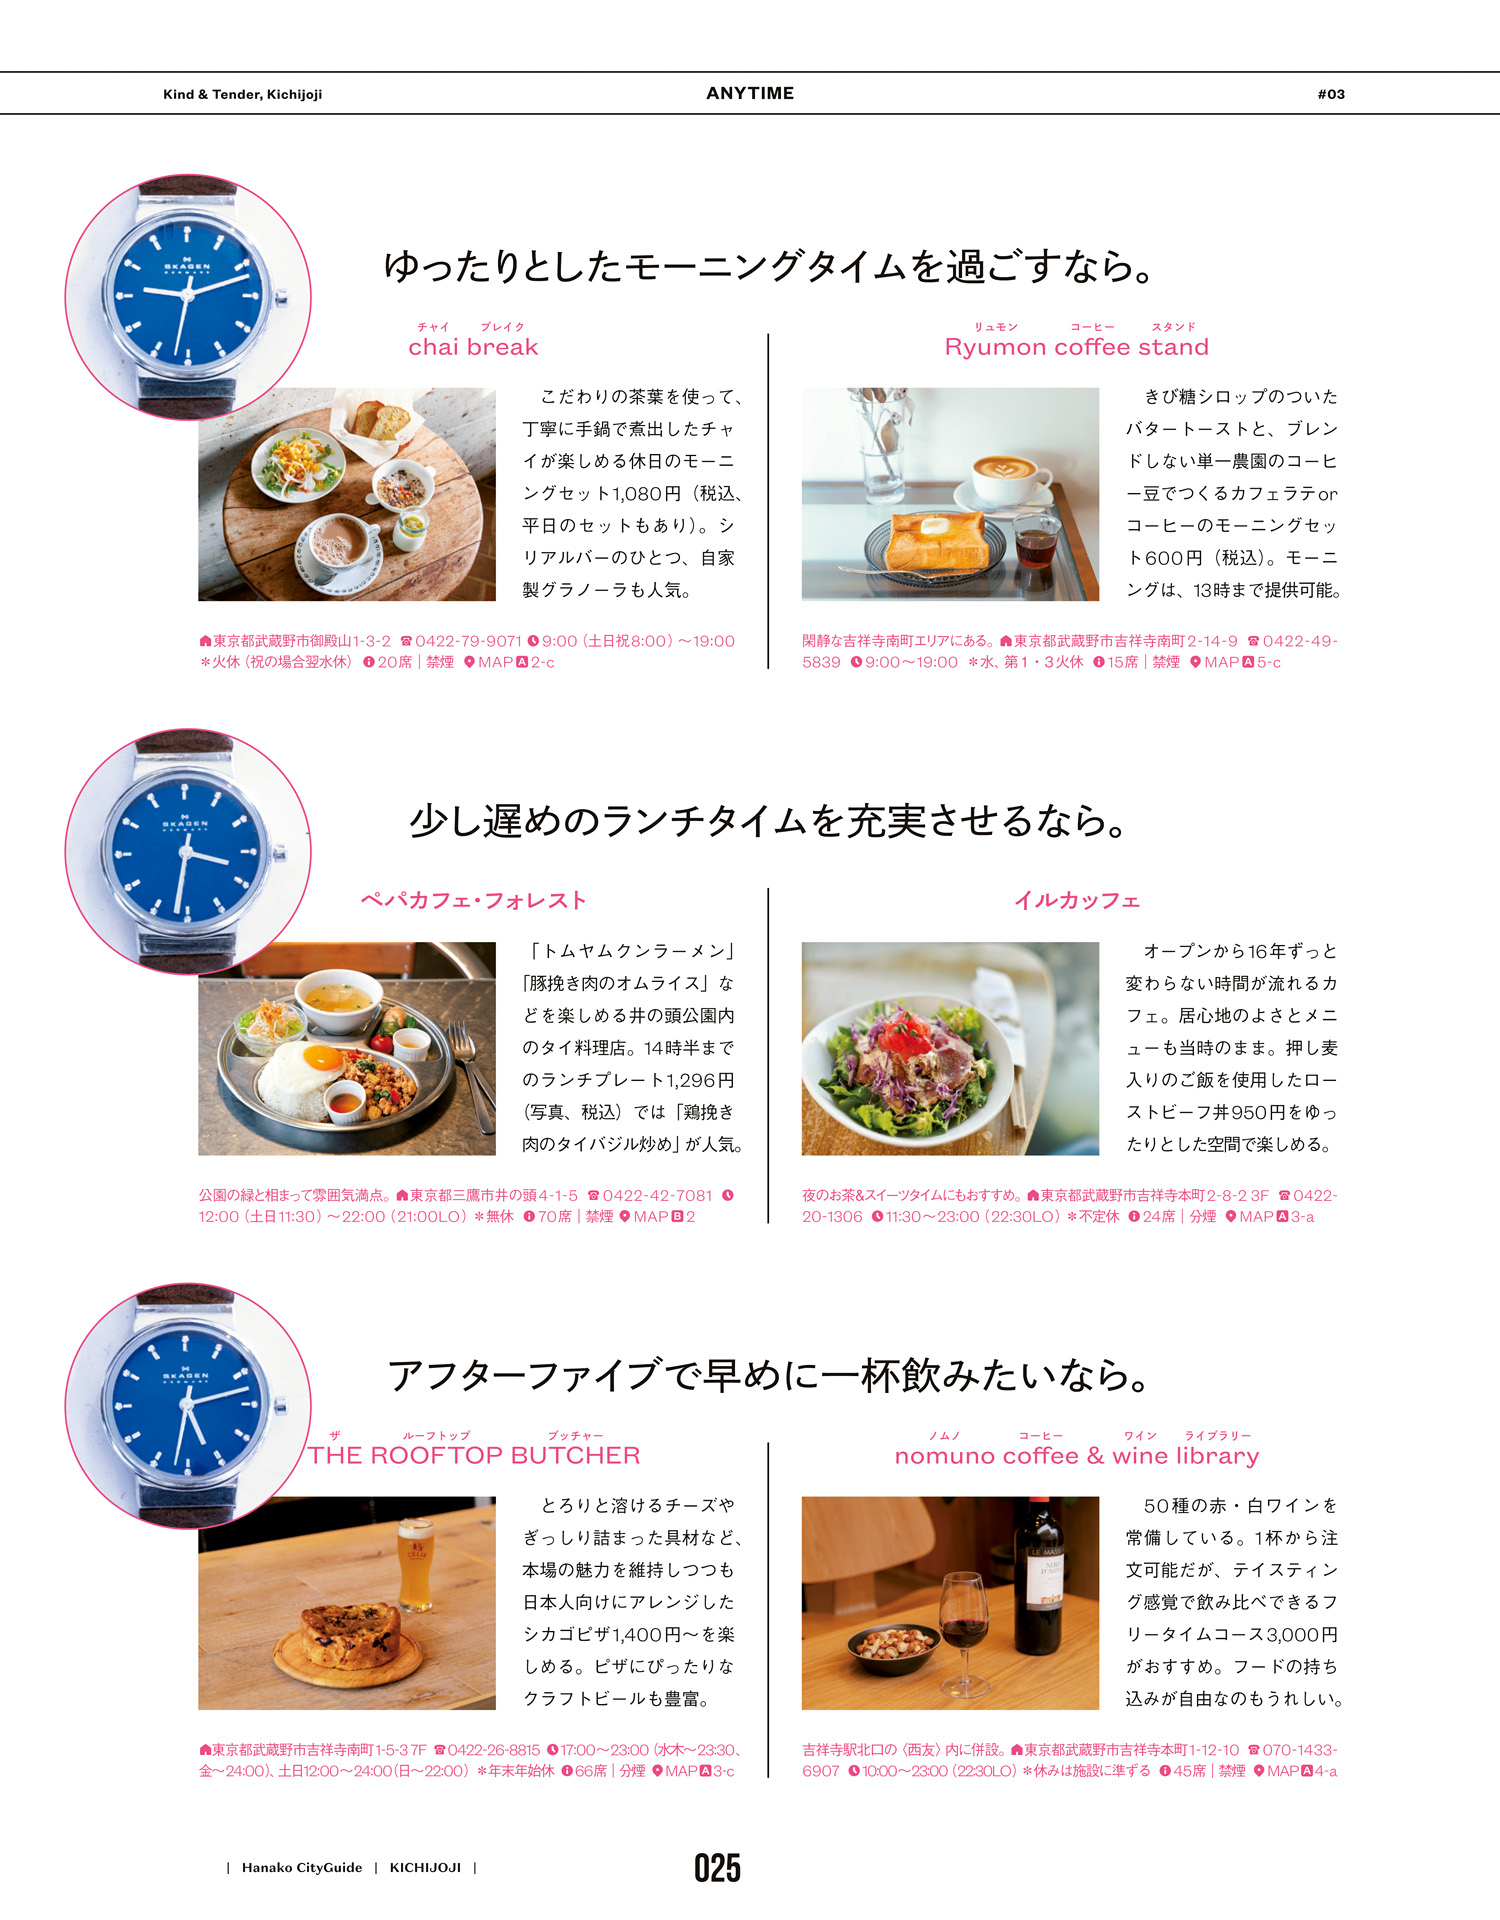 Kind & Tender, Kichijoji
ANYTIME
#03
SKAGEN
DENMARK
ゆったりとしたモーニングタイムを過ごすなら。
チャイ ブレイク
chai break
こだわりの茶葉を使って、
丁寧に手鍋で煮出したチャ
イが楽しめる休日のモーニ
ングセット1,080円（税込、
平日のセットもあり）。シ
リアルバーのひとつ、自家
製グラノーラも人気。
東京都武蔵野市御殿山1-3-2 ☎0422-79-9071 9:00（土日祝8:00）〜19:00
＊火休（祝の場合翌水休） 20席｜禁煙 MAP A 2-c
リュモン コーヒー スタンド
Ryumon coffee stand
きび糖シロップのついた
バタートーストと、ブレン
ドしない単一農園のコーヒ
ー豆でつくるカフェラテor
コーヒーのモーニングセッ
ト600円（税込）。モーニ
ングは、13時まで提供可能。
閑静な吉祥寺南町エリアにある。東京都武蔵野市吉祥寺南町2-14-9 ☎0422-49-
5839 9:00〜19:00 ＊水、第1・3火休 15席｜禁煙 MAP A 5-c
SKAGEN
DENMARK
少し遅めのランチタイムを充実させるなら。
ペパカフェ・フォレスト
「トムヤムクンラーメン」
「豚挽き肉のオムライス」な
どを楽しめる井の頭公園内
のタイ料理店。14時半まで
のランチプレート1,296円
（写真、税込）では「鶏挽き
肉のタイバジル炒め」が人気。
公園の緑と相まって雰囲気満点。東京都三鷹市井の頭4-1-5 ☎0422-42-7081
12:00（土日11:30）〜22:00（21:00LO）＊無休 70席｜禁煙 MAP B 2
イルカッフェ
オープンから16年ずっと
変わらない時間が流れるカ
フェ。居心地のよさとメニ
ューも当時のまま。押し麦
入りのご飯を使用したロー
ストビーフ丼950円をゆっ
たりとした空間で楽しめる。
夜のお茶&スイーツタイムにもおすすめ。東京都武蔵野市吉祥寺本町2-8-2 3F ☎0422-
20-1306 11:30〜23:00（22:30LO）＊不定休 24席｜分煙 MAP A 3-a
SKAGEN
DENMARK
アフターファイブで早めに一杯飲みたいなら。
ザ ルーフトップ ブッチャー
THE ROOFTOP BUTCHER
とろりと溶けるチーズや
ぎっしり詰まった具材など、
本場の魅力を維持しつつも
日本人向けにアレンジした
シカゴピザ1,400円〜を楽
しめる。ピザにぴったりな
クラフトビールも豊富。
東京都武蔵野市吉祥寺南町1-5-3 7F ☎0422-26-8815 17:00〜23:00（水木〜23:30、
金〜24:00）、土日12:00〜24:00（日〜22:00）＊年末年始休 66席｜分煙 MAP A 3-c
ノムノ コーヒー ワイン ライブラリー
nomuno coffee & wine library
LE MASS
50種の赤・白ワインを
常備している。1杯から注
文可能だが、テイスティン
グ感覚で飲み比べできるフ
リータイムコース3,000円
がおすすめ。フードの持ち
込みが自由なのもうれしい。
吉祥寺駅北口の〈西友〉内に併設。東京都武蔵野市吉祥寺本町1-12-10 ☎070-1433-
6907 10:00〜23:00（22:30LO）＊休みは施設に準ずる 45席｜禁煙 MAP A 4-a
| Hanako CityGuide | KICHIJOJI |
025